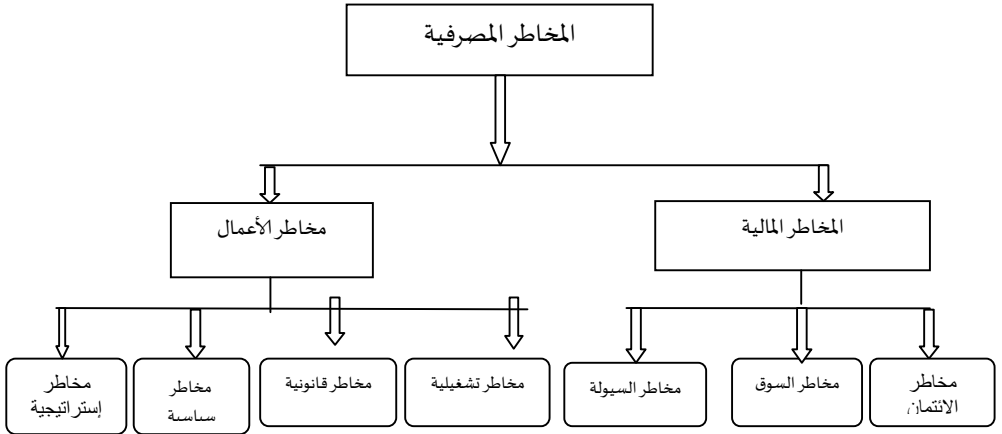 المخاطر المصرفية
المخاطر المالية
مخاطر الأعمال
مخاطر
الائتمان
مخاطر السوق
مخاطر السيولة
مخاطر تشغيلية
مخاطر قانونية
مخاطر
سياسية
مخاطر
إستراتيجية